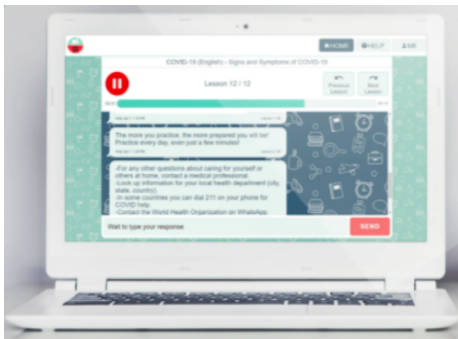 HOME HELP ME
COVID-19 (English) - Signs and Symptoms of COVID-19
Lesson 12 / 12
Previous Lesson
Next Lesson
The more you practice, the more prepared you will be!
Practice every day, even just a few minutes!
-For any other questions about caring for yourself or
others at home, contact a medical professional.
-Look up information for your local health department (city,
state, country).
-In some countries you can dial 211 on your phone for
COVID help.
-Contact the World Health Organization on WhatsApp.
Wait to type your response.
SEND